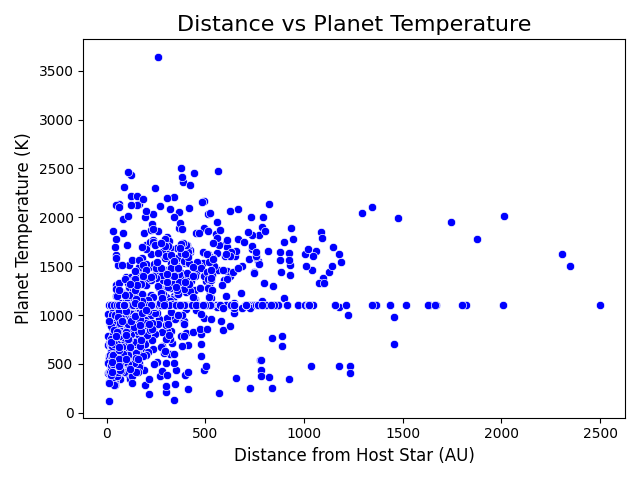 Distance vs Planet Temperature
Planet Temperature (K)
3500
3000
2500
2000
1500
1000
500
0
0 500 1000 1500 2000 2500
Distance from Host Star (AU)